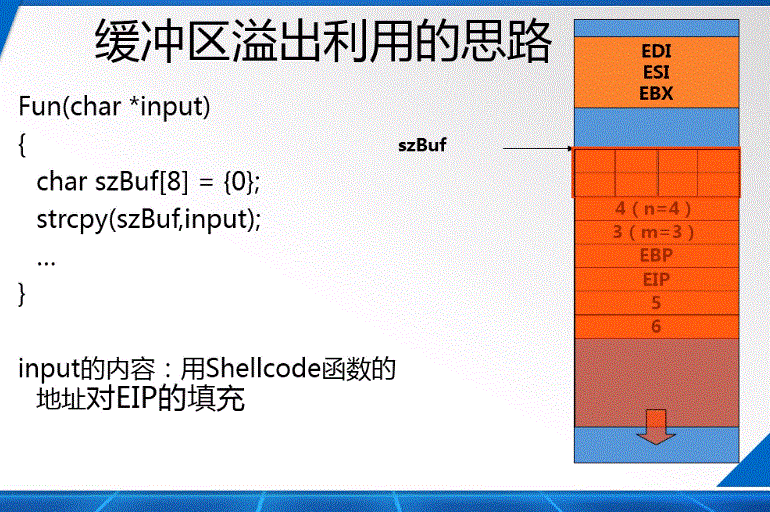 缓冲区溢出利用的思路
Fun(char *input)
{
char szBuf[8] = {0};
strcpy(szBuf,input);
...
}
input的内容：用Shellcode函数的
地址对EIP的填充
szBuf
EDI
ESI
EBX
4（n=4）
3（m=3）
EBP
EIP
5
6